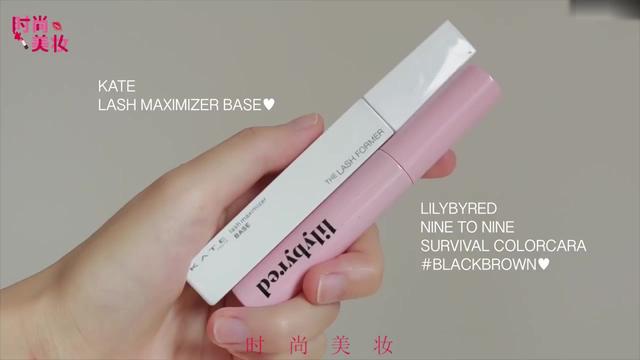 时尚
美妆
KATE
LASH MAXIMIZER BASE♥
THE LASH FORMER
KATE
lash maximizer
BASE
lilybyred
LILYBYRED
NINE TO NINE
SURVIVAL COLORCARA
#BLACKBROWN♥
时尚美妆